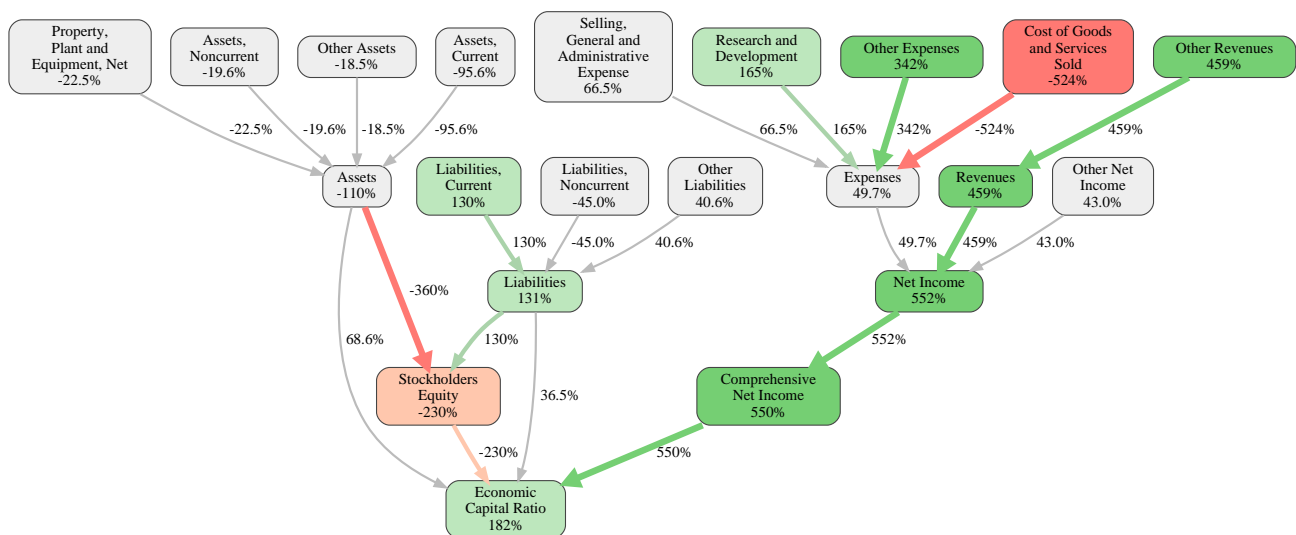 Property,
Plant and
Equipment, Net
-22.5%
Assets,
Noncurrent
-19.6%
Other Assets
-18.5%
Assets,
Current
-95.6%
Selling,
General and
Administrative
Expense
66.5%
Research and
Development
165%
Other Expenses
342%
Cost of Goods
and Services
Sold
-524%
Other Revenues
459%
-22.5%
-19.6%
-18.5%
-95.6%
66.5%
165%
342%
-524%
459%
Assets
-110%
Liabilities,
Current
130%
Liabilities,
Noncurrent
-45.0%
Other
Liabilities
40.6%
Expenses
49.7%
Revenues
459%
Other Net
Income
43.0%
130%
-45.0%
40.6%
49.7%
459%
43.0%
-360%
Liabilities
131%
Net Income
552%
68.6%
130%
552%
Stockholders
Equity
-230%
36.5%
Comprehensive
Net Income
550%
-230%
550%
Economic
Capital Ratio
182%